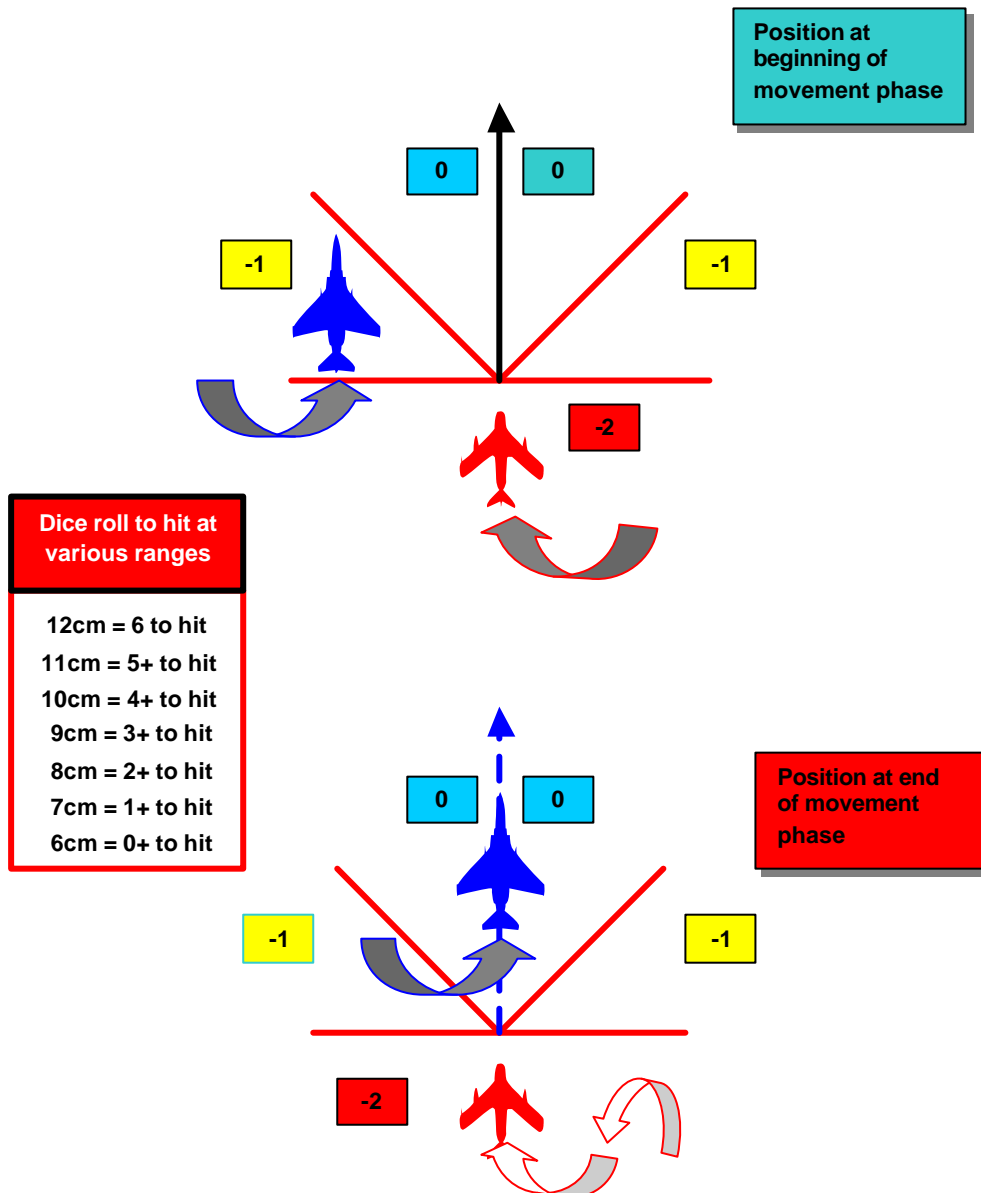 Position at
beginning of
movement phase
0
0
-1
-1
-2
Dice roll to hit at
various ranges
12cm = 6 to hit
11cm = 5+ to hit
10cm = 4+ to hit
9cm = 3+ to hit
8cm = 2+ to hit
7cm = 1+ to hit
6cm = 0+ to hit
0
0
Position at end
of movement
phase
-1
-1
-2